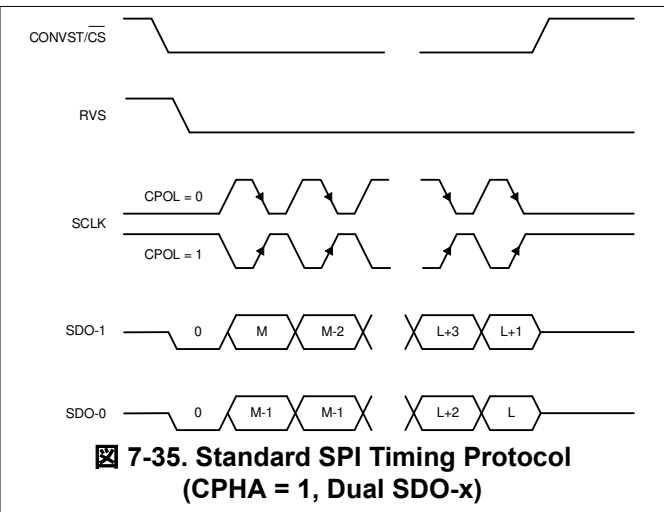 CONVST/CS
RVS
CPOL = 0
SCLK
CPOL = 1
SDO-1 0 M M-2 L+3 L+1
SDO-0 0 M-1 M-1 L+2 L
図 7-35. Standard SPI Timing Protocol
(CPHA = 1, Dual SDO-x)